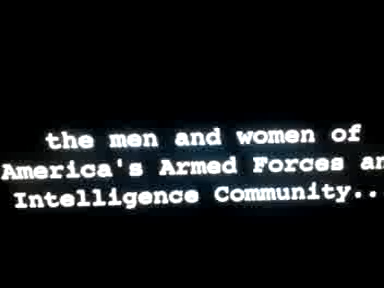 the men and women of
America's Armed Forces an
Intelligence Community..